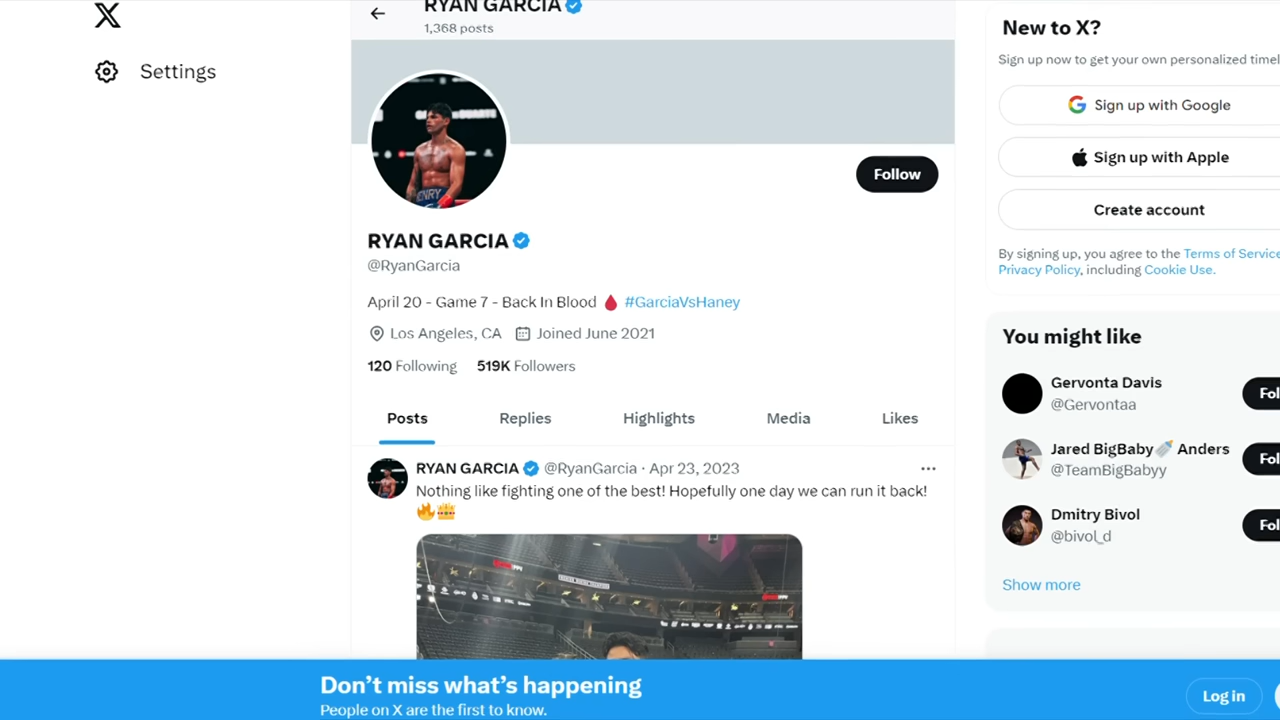 RYAN GARCIA
1,368 posts
Settings
Follow
RYAN GARCIA
@RyanGarcia
April 20 - Game 7 - Back In Blood 🩸 #GarciaVsHaney
Los Angeles, CA Joined June 2021
120 Following 519K Followers
Posts Replies Highlights Media Likes
RYAN GARCIA @RyanGarcia · Apr 23, 2023
Nothing like fighting one of the best! Hopefully one day we can run it back!
🔥👑
New to X?
Sign up now to get your own personalized timel
Sign up with Google
Sign up with Apple
Create account
By signing up, you agree to the Terms of Service
Privacy Policy, including Cookie Use.
You might like
Gervonta Davis
@Gervontaa
Fol
Jared BigBaby🍼 Anders
@TeamBigBabyy
Fol
Dmitry Bivol
@bivol_d
Fol
Show more
Don't miss what's happening
People on X are the first to know.
Log in